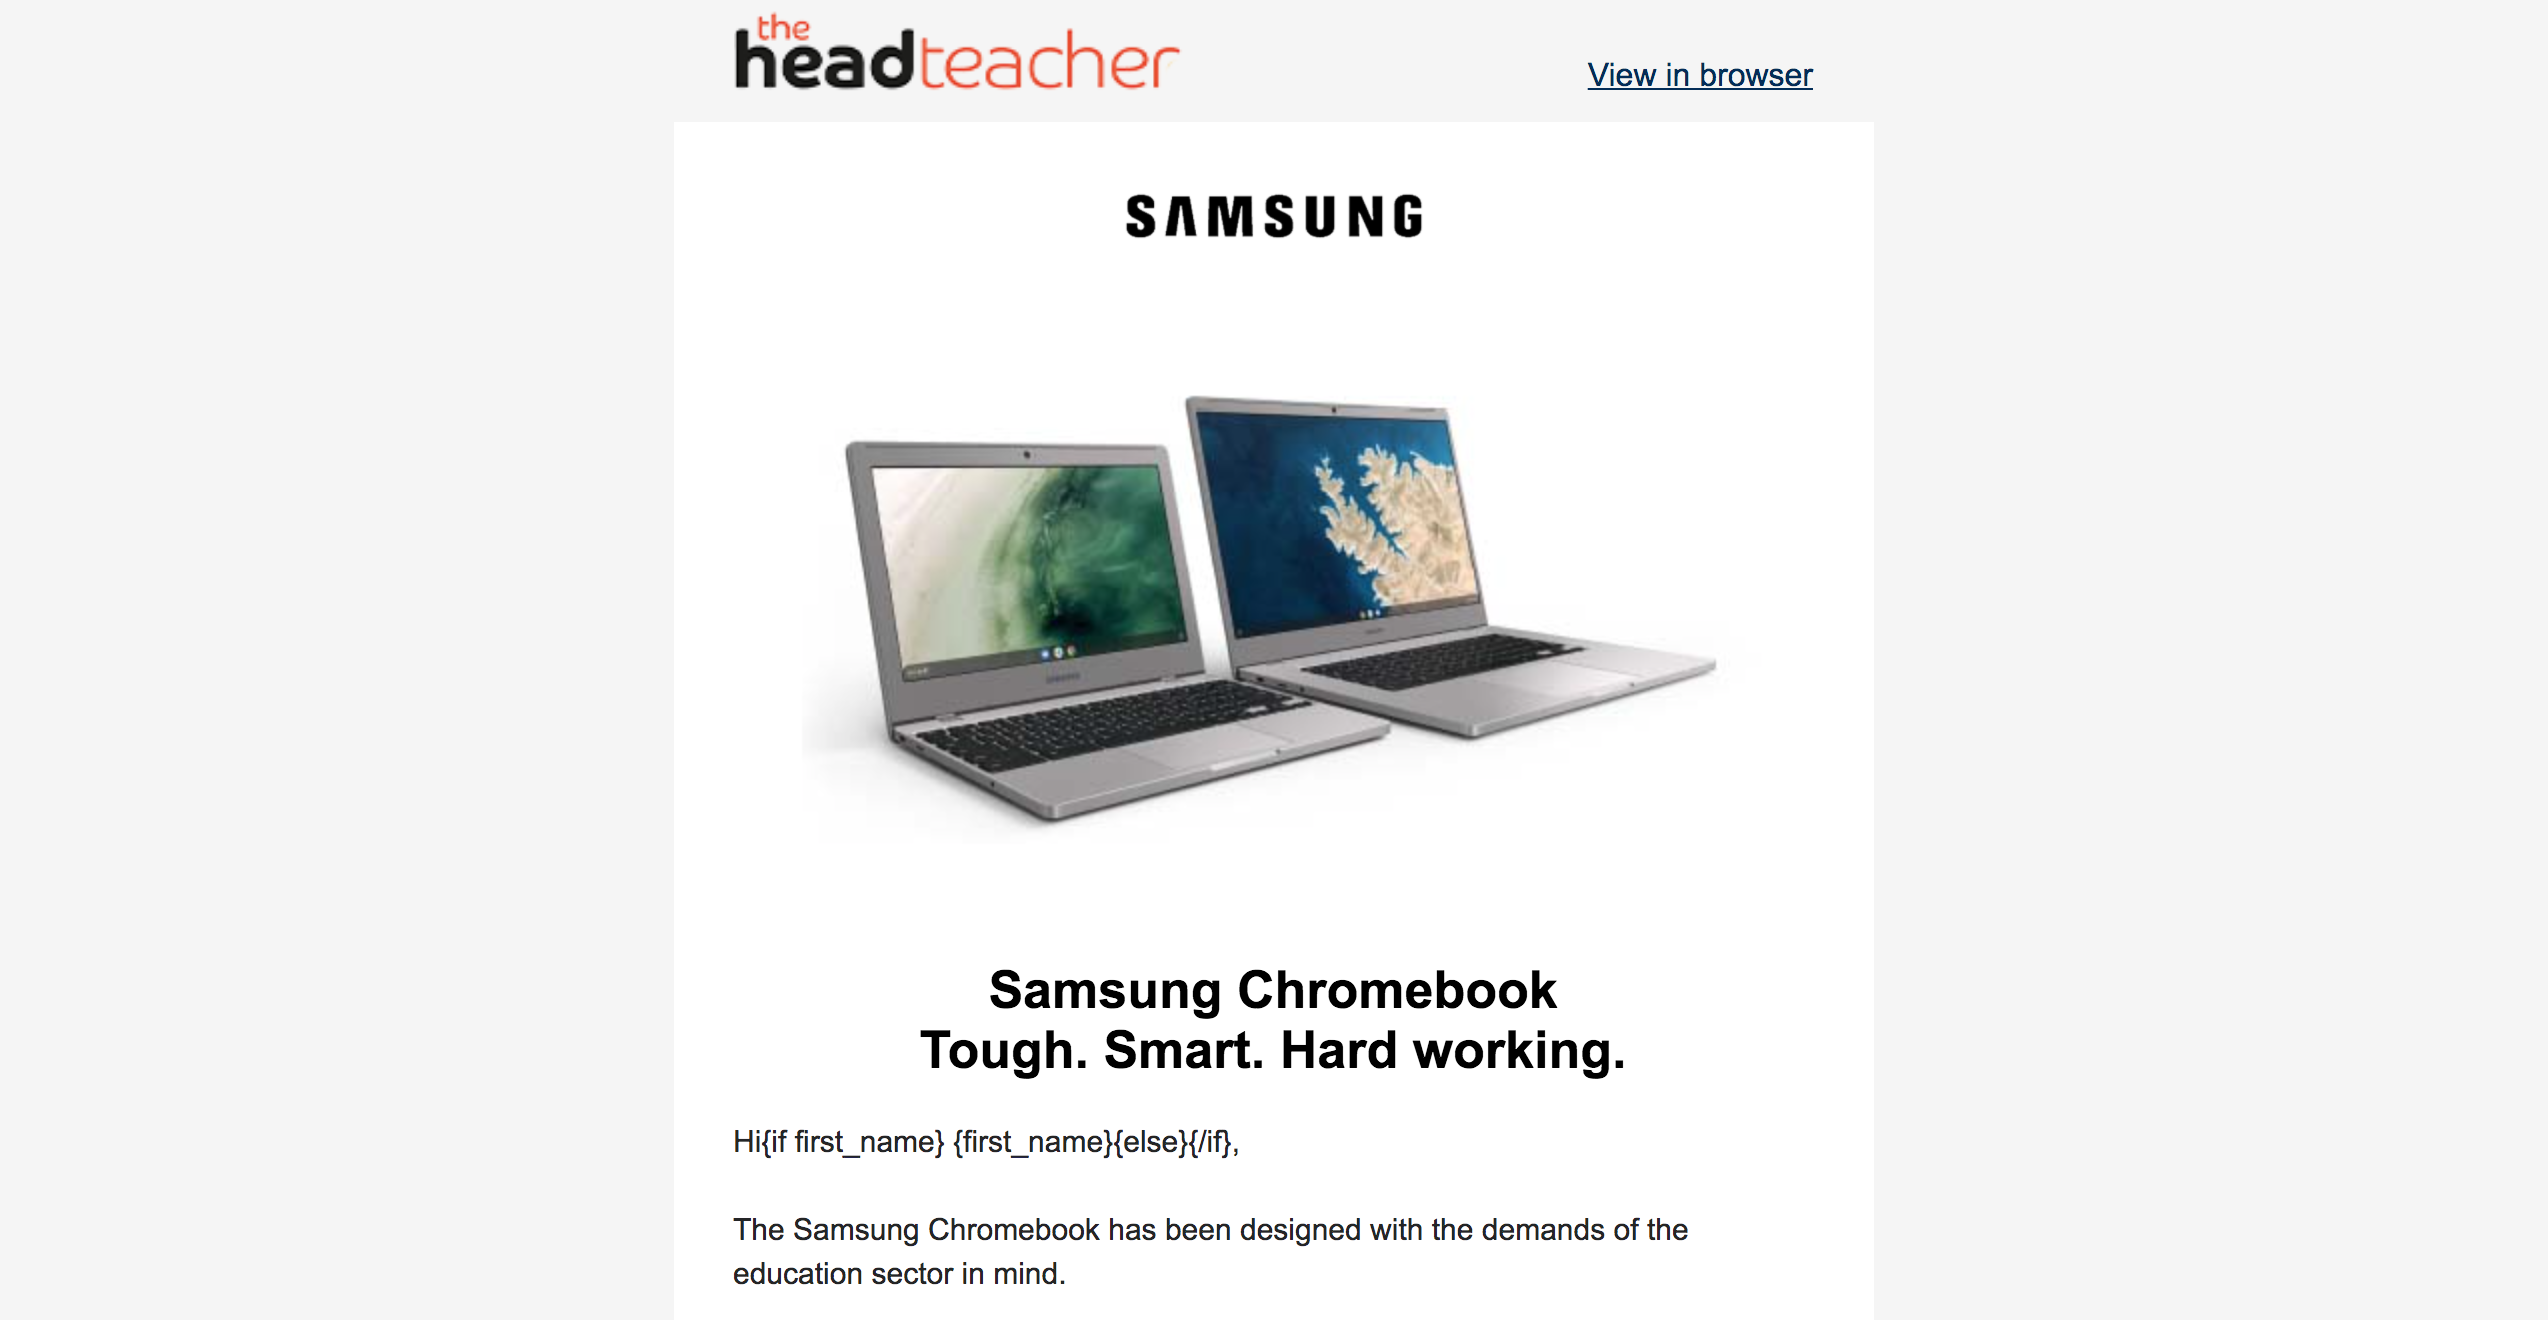 the
headteacher
View in browser
SAMSUNG
Samsung Chromebook
Tough. Smart. Hard working.
Hi{if first_name} {first_name}{else}{/if},
The Samsung Chromebook has been designed with the demands of the
education sector in mind.